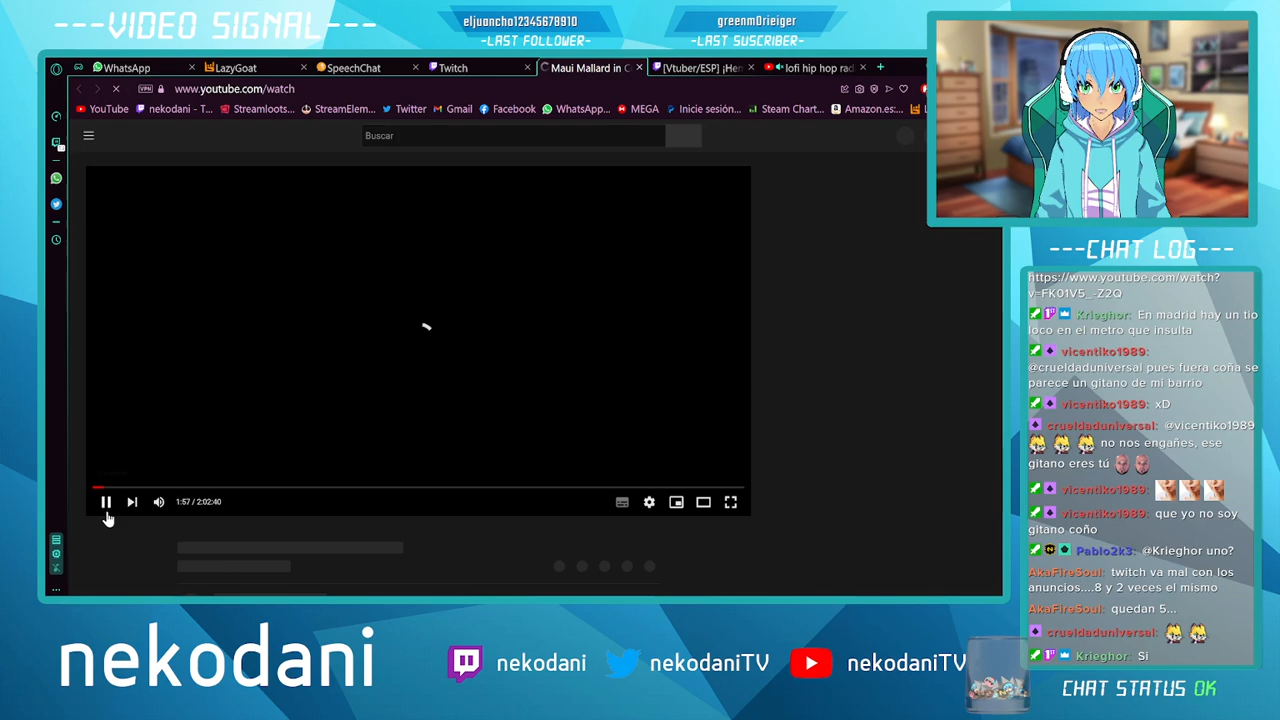 ---VIDEO SIGNAL---
eljuancho12345678910
-LAST FOLLOWER-
greenm0rieiger
-LAST SUSCRIBER-
WhatsApp
LazyGoat
SpeechChat
Twitch
Maui Mallard in C
[Vtuber/ESP] ¡Hen
lofi hip hop rad
VPN
www.youtube.com/watch
YouTube
nekodani - T...
Streamloots...
StreamElem...
Twitter
Gmail
Facebook
WhatsApp...
MEGA
Inicie sesión...
Steam Chart...
Amazon.es:...
Buscar
1:57 / 2:02:40
---CHAT LOG---
https://www.youtube.com/watch?
v=FK01V5_-Z2Q
Krieghor: En madrid hay un tio
loco en el metro que insulta
vicentiko1989:
@crueldaduniversal pues fuera coña se
parece un gitano de mi barrio
vicentiko1989: xD
crueldaduniversal: @vicentiko1989
no nos engañes, ese
gitano eres tú
vicentiko1989:
vicentiko1989: que yo no soy
gitano coño
Pablo2k3: @Krieghor uno?
AkaFireSoul: twitch va mal con los
anuncios....8 y 2 veces el mismo
AkaFireSoul: quedan 5...
crueldaduniversal:
Krieghor: Si
nekodani
nekodani
nekodaniTV
nekodaniTV
CHAT STATUS OK